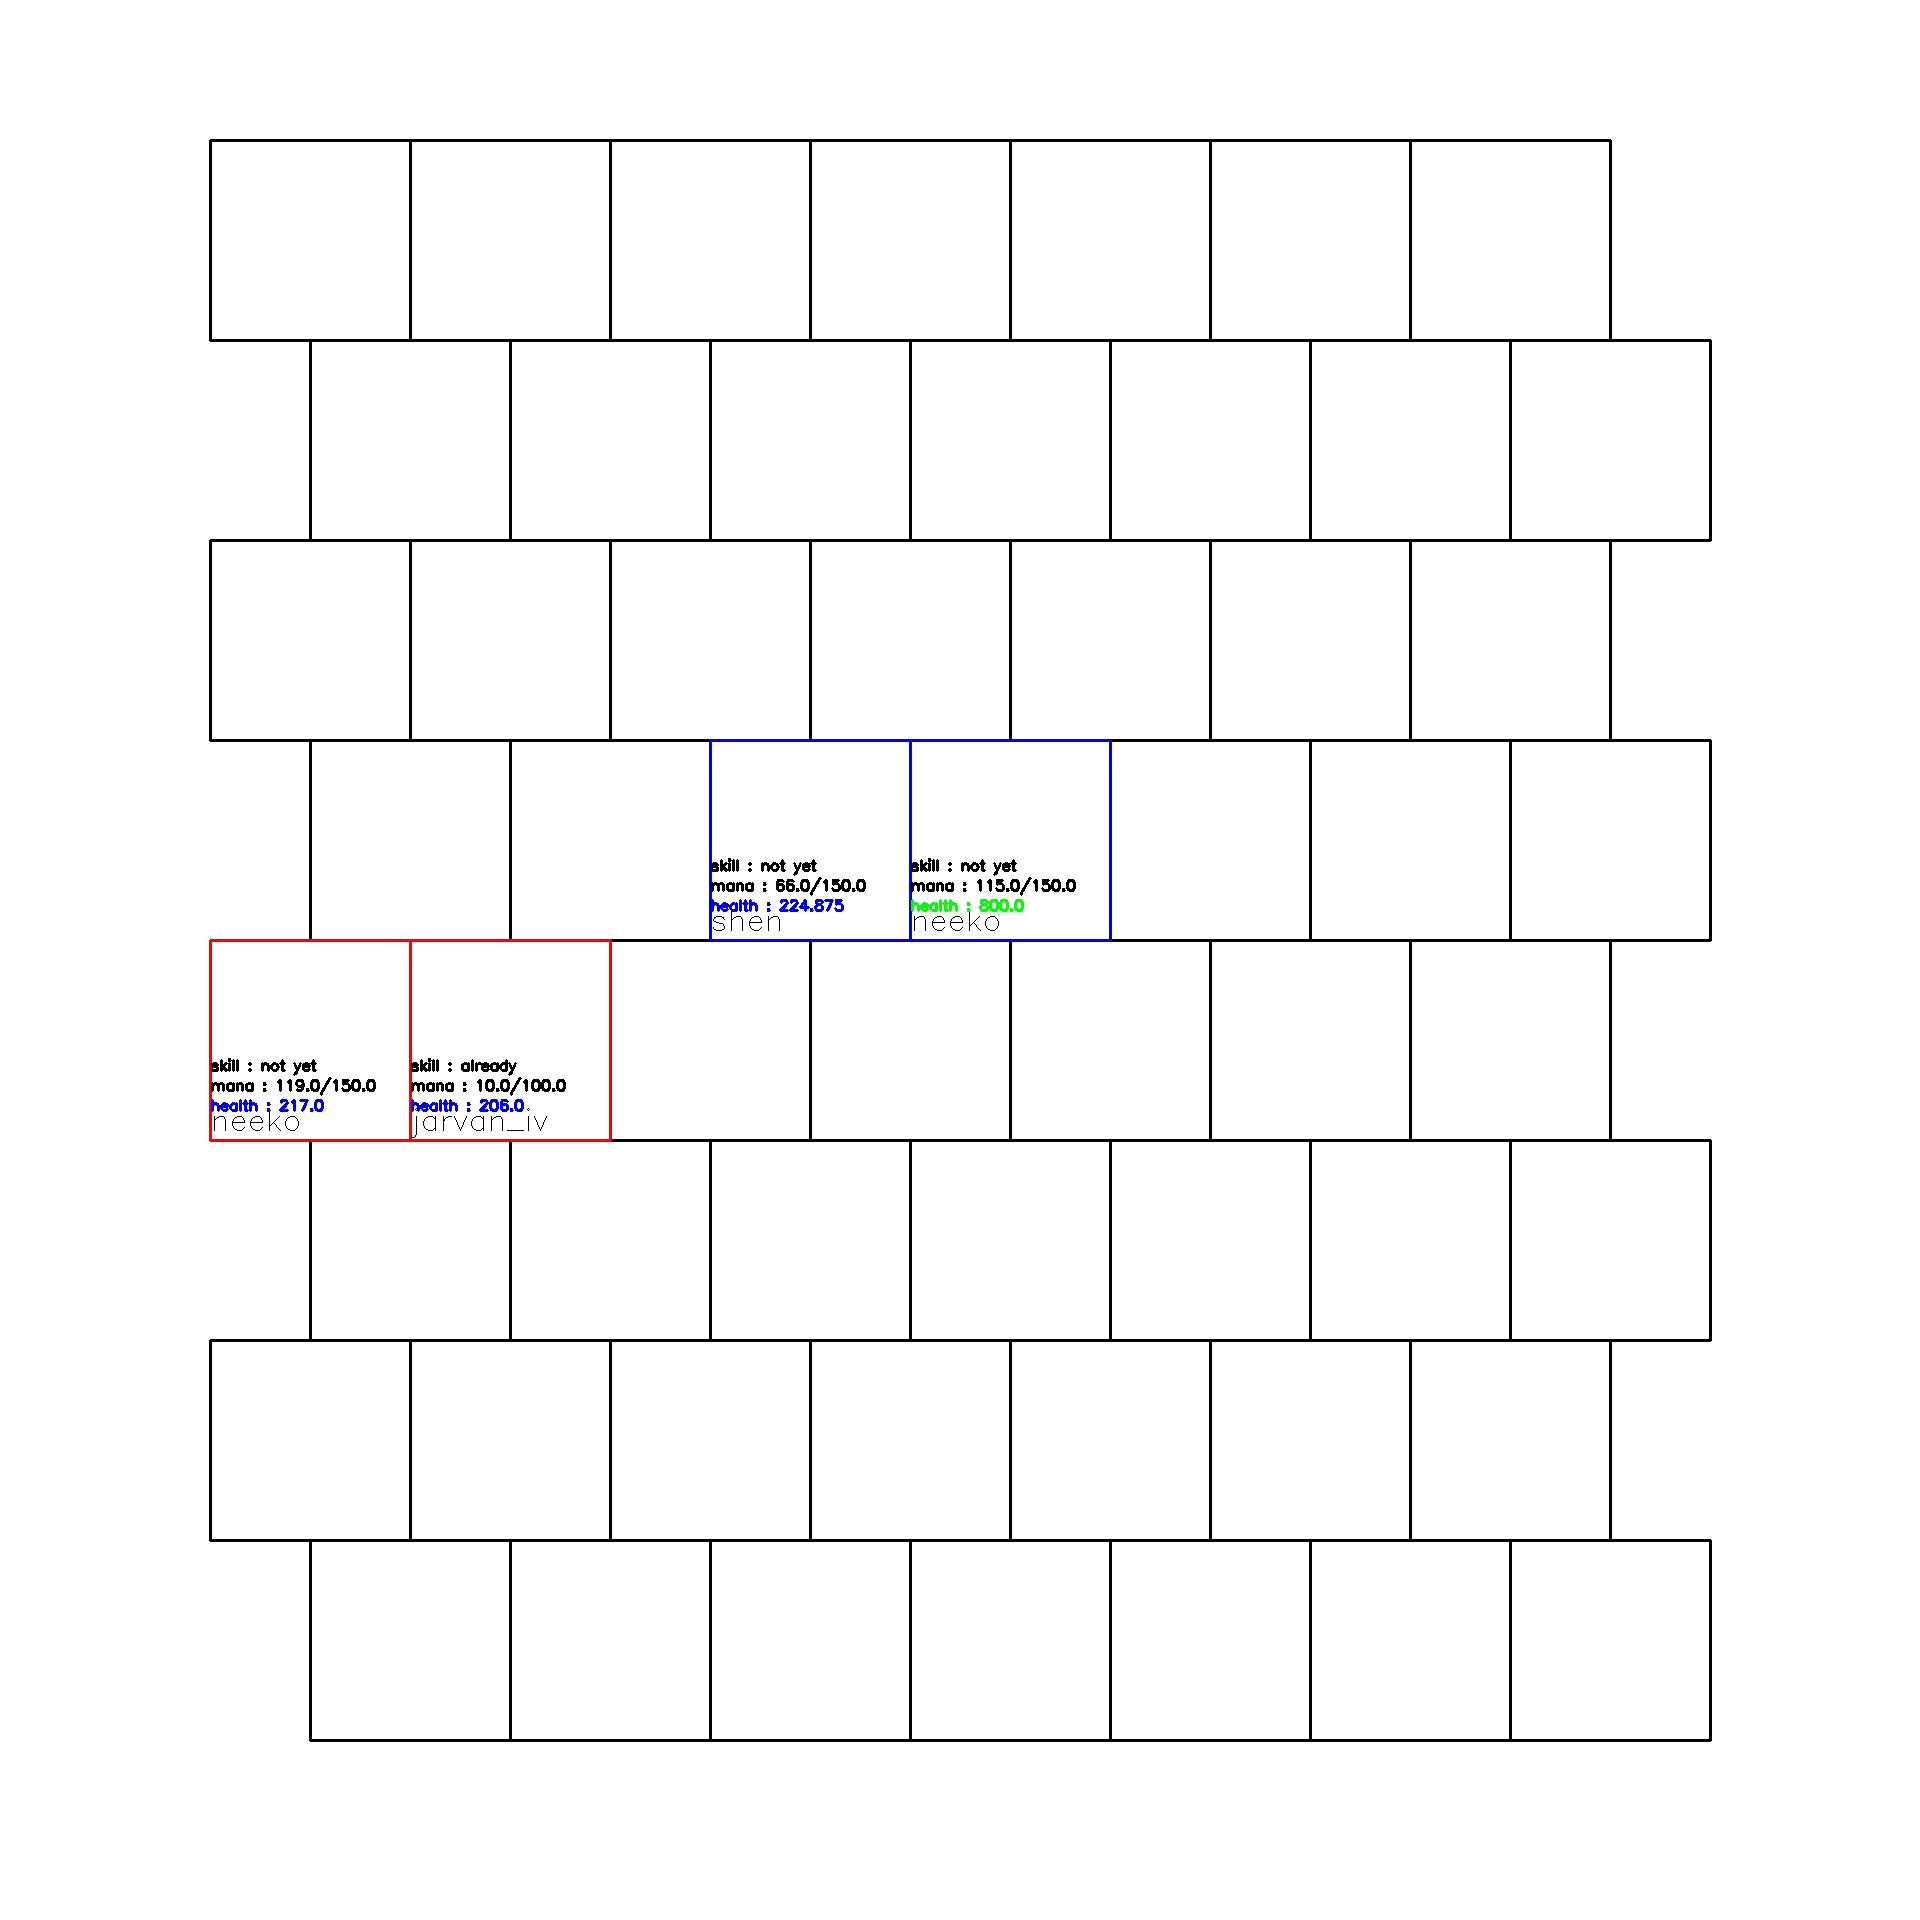 skill : not yet
mana : 66.0/150.0
health : 224.875
shen
skill : not yet
mana : 115.0/150.0
health : 800.0
neeko
skill : not yet
mana : 119.0/150.0
health : 217.0
neeko
skill : already
mana : 10.0/100.0
health : 206.0
jarvan_iv